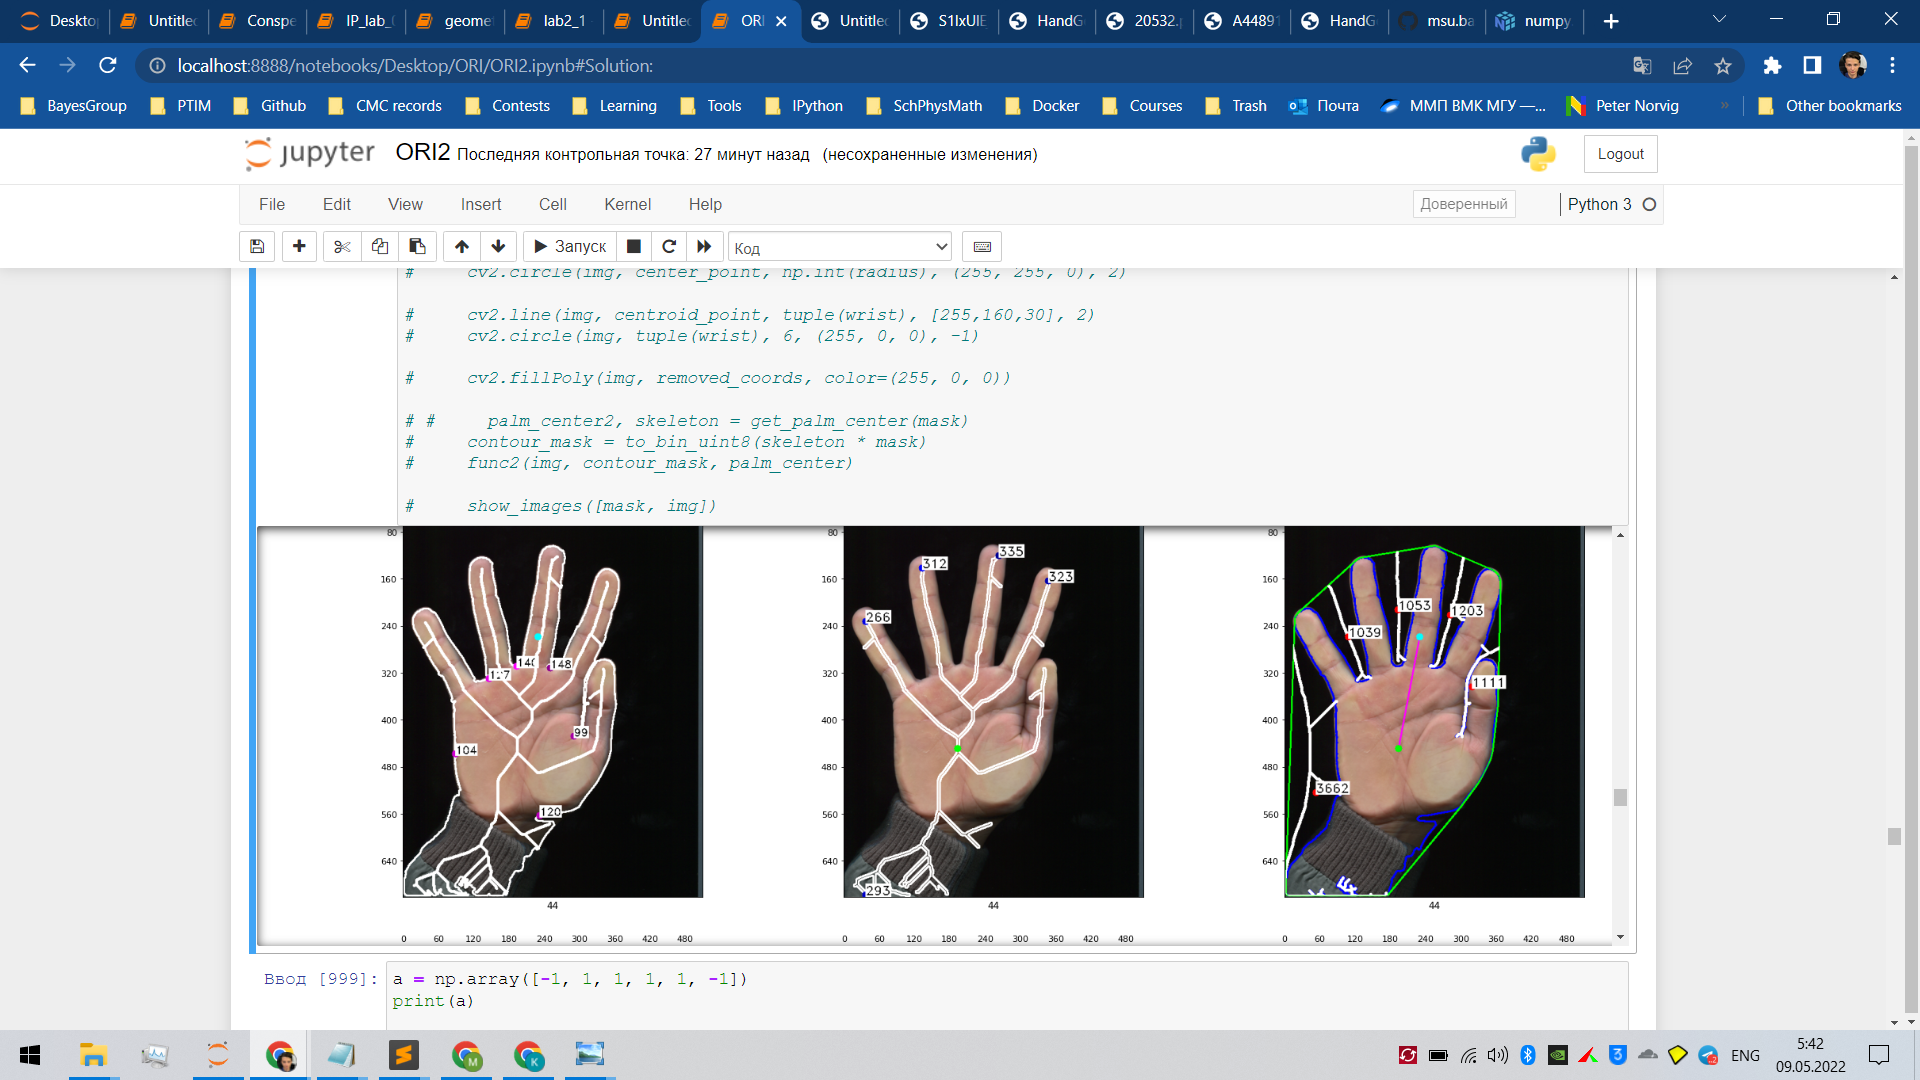 Deskto
Untitle
Conspe
IP_lab_
geome
lab2_1
Untitle
ORI
Untitle
S1IxUlE
HandG
20532.
A44891
HandG
msu.ba
numpy
localhost:8888/notebooks/Desktop/ORI/ORI2.ipynb#Solution:
BayesGroup PTIM Github CMC records Contests Learning Tools IPython SchPhysMath Docker Courses Trash Почта ММП ВМК МГУ —... Peter Norvig » Other bookmarks
jupyter ORI2 Последняя контрольная точка: 27 минут назад (несохраненные изменения) Logout
File Edit View Insert Cell Kernel Help Доверенный Python 3
Запуск Код
# cv2.circle(img, center_point, np.int(radius), (255, 255, 0), 2)
# cv2.line(img, centroid_point, tuple(wrist), [255,160,30], 2)
# cv2.circle(img, tuple(wrist), 6, (255, 0, 0), -1)
# cv2.fillPoly(img, removed_coords, color=(255, 0, 0))
# # palm_center2, skeleton = get_palm_center(mask)
# contour_mask = to_bin_uint8(skeleton * mask)
# func2(img, contour_mask, palm_center)
# show_images([mask, img])
80
160
240
320
400
480
560
640
140
148
99
104
120
44
0 60 120 180 240 300 360 420 480
80
160
240
320
400
480
560
640
312
335
323
266
293
44
0 60 120 180 240 300 360 420 480
80
160
240
320
400
480
560
640
1053
1203
1039
1111
3662
44
0 60 120 180 240 300 360 420 480
Ввод [999]: a = np.array([-1, 1, 1, 1, 1, -1])
print(a)
M
K
ENG
5:42
09.05.2022